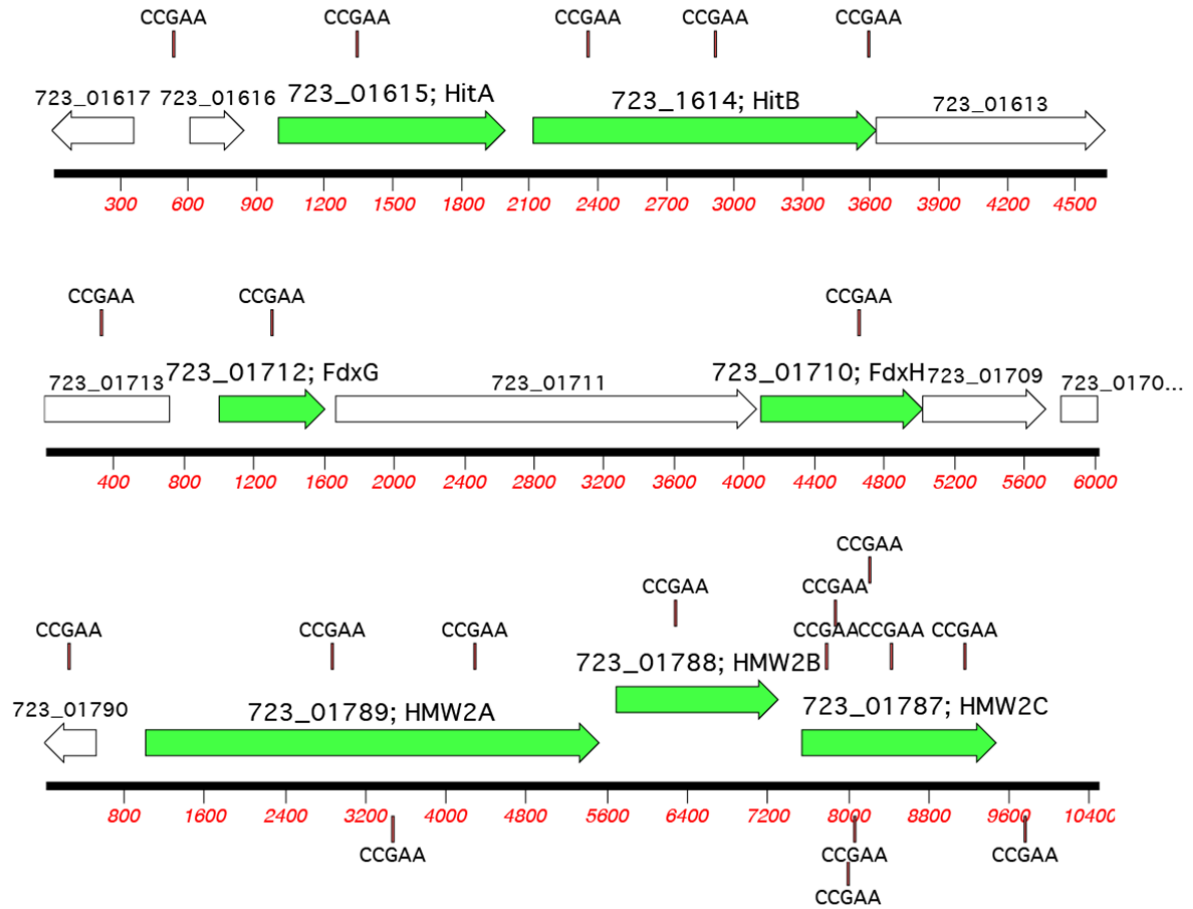 CCGAA CCGAA CCGAA CCGAA CCGAA
723_01617 723_01616 723_01615; HitA 723_1614; HitB 723_01613
300 600 900 1200 1500 1800 2100 2400 2700 3000 3300 3600 3900 4200 4500
CCGAA CCGAA CCGAA
723_01713 723_01712; FdxG 723_01711 723_01710; FdxH 723_01709 723_0170...
400 800 1200 1600 2000 2400 2800 3200 3600 4000 4400 4800 5200 5600 6000
CCGAA
CCGAA CCGAA
CCGAA CCGAA CCGAA CCGAA CCGAA CCGAA
723_01788; HMW2B
723_01790 723_01789; HMW2A 723_01787; HMW2C
800 1600 2400 3200 4000 4800 5600 6400 7200 8000 8800 9600 10400
CCGAA CCGAA CCGAA
CCGAA